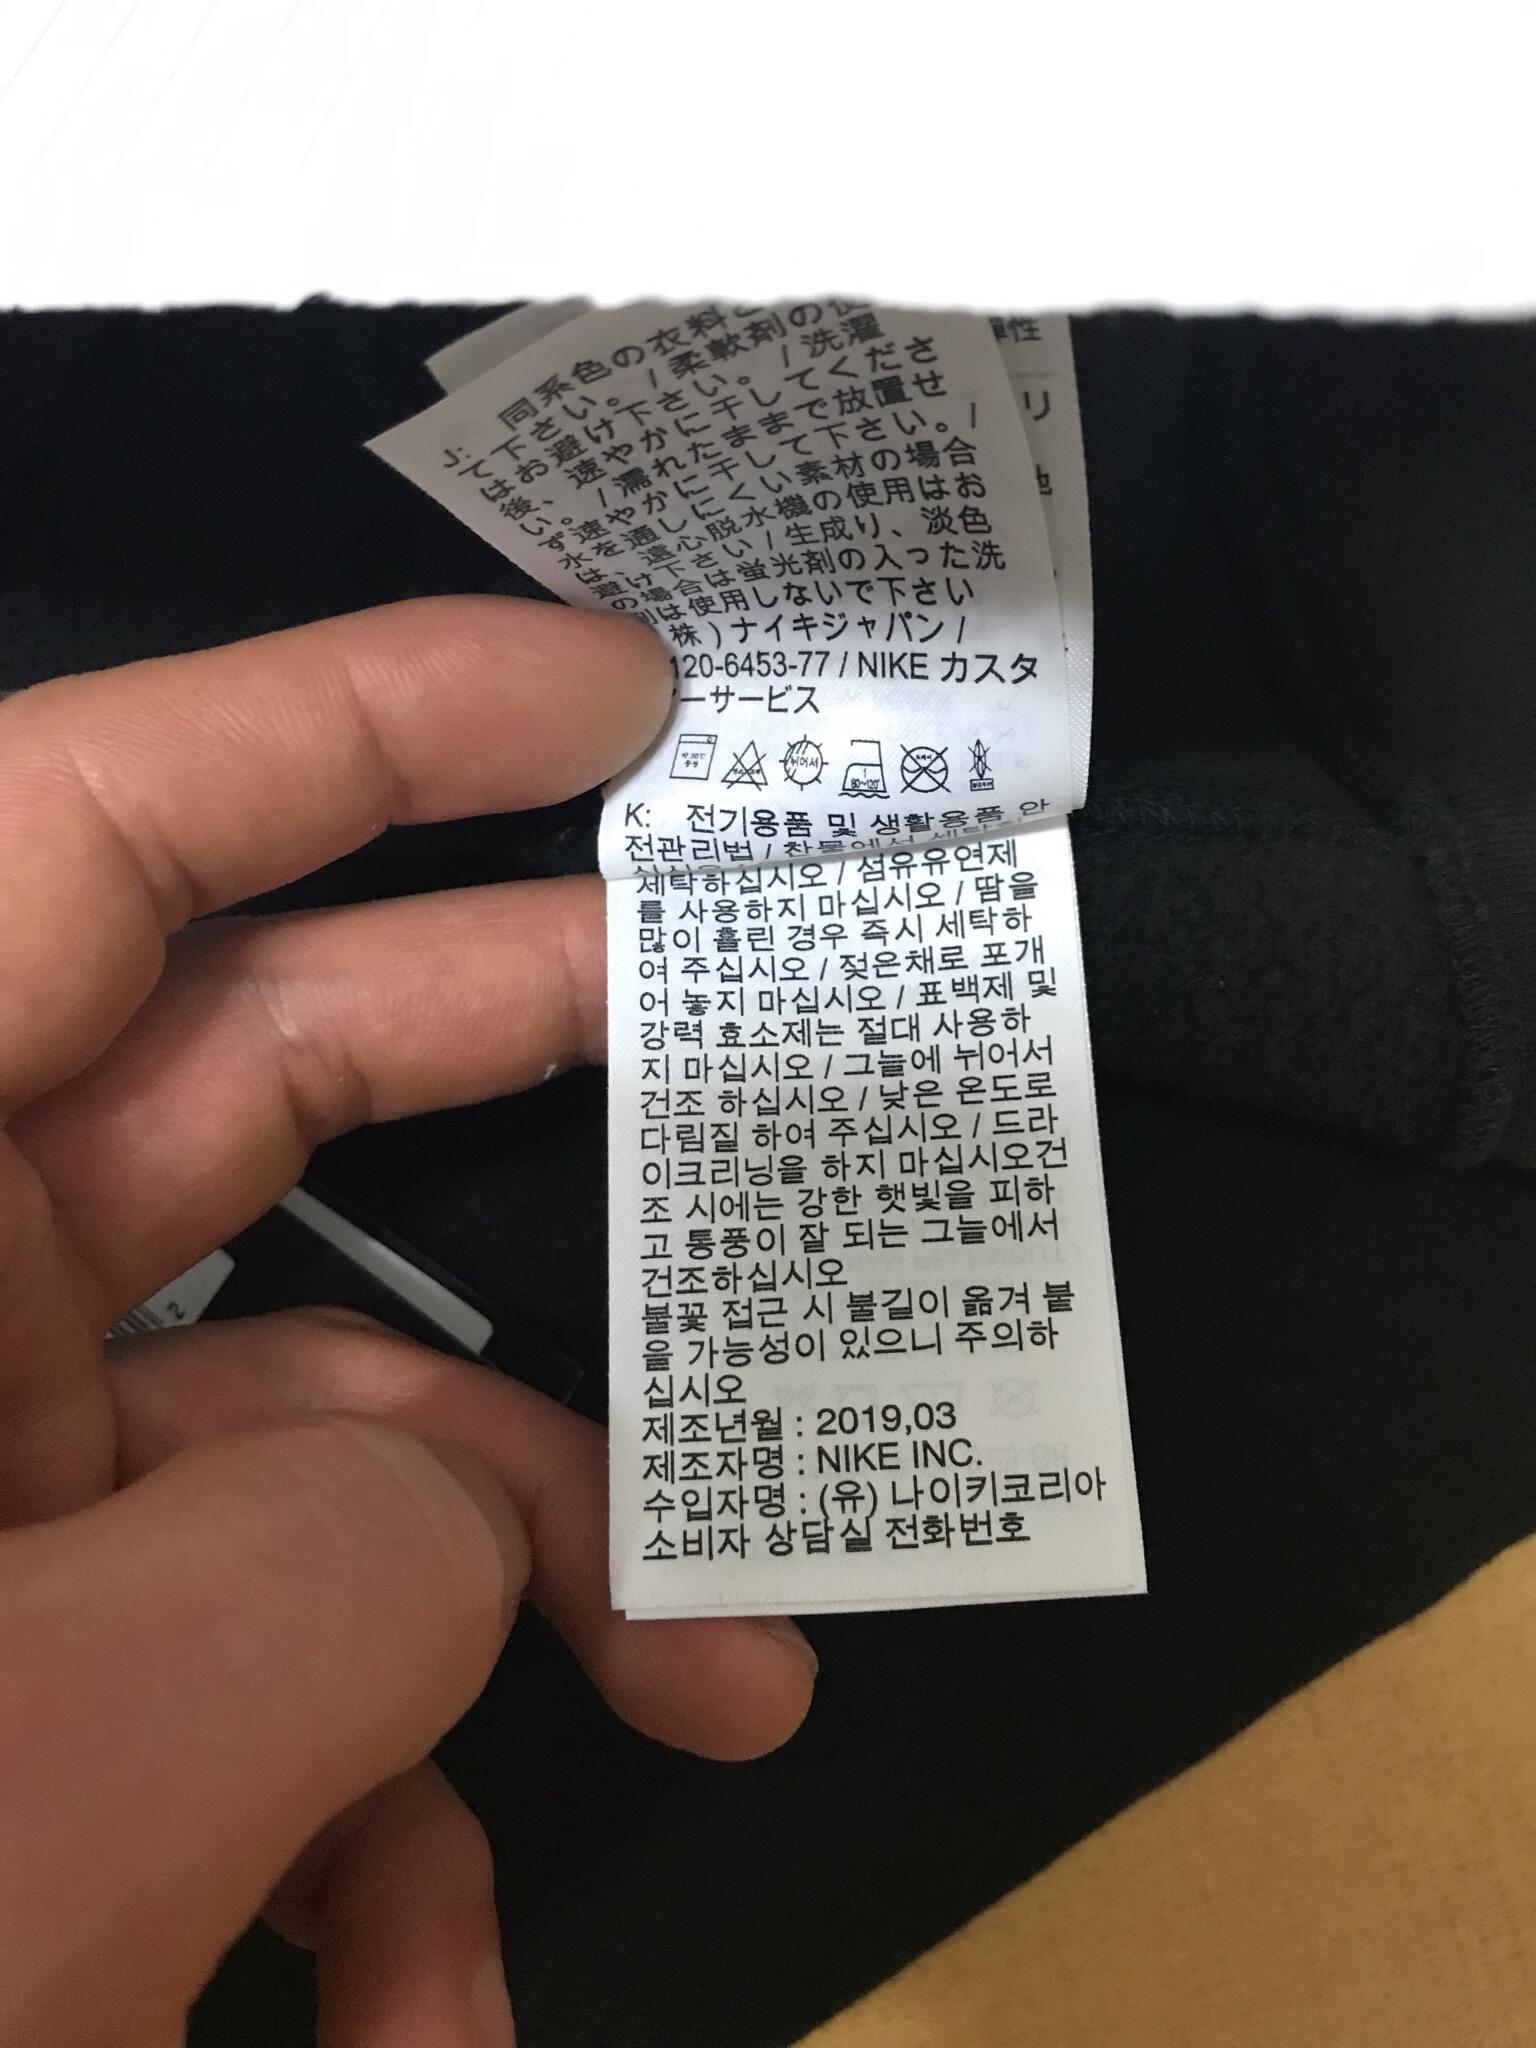 J: 同系色の衣料と
て下さい。/ 柔軟剤の使
はお避け下さい。/ 洗濯
後、速やかに干してくださ
い。/ 濡れたままで放置せ
ず速やかに干して下さい。/
水を通しにくい素材の場合
は、遠心脱水機の使用はお
避け下さい / 生成り、淡色
の場合は蛍光剤の入った洗
剤は使用しないで下さい
株) ナイキジャパン /
120-6453-77 / NIKE カスタ
ーサービス
弾性
リ
地
뉘어서
1
80~120
K: 전기용품 및 생활용품 안
전관리법 / 찬물에서
세탁하십시오 / 섬유유연제
를 사용하지 마십시오 / 땀을
많이 흘린 경우 즉시 세탁하
여 주십시오 / 젖은채로 포개
어 놓지 마십시오 / 표백제 및
강력 효소제는 절대 사용하
지 마십시오 / 그늘에 뉘어서
건조 하십시오 / 낮은 온도로
다림질 하여 주십시오 / 드라
이크리닝을 하지 마십시오건
조 시에는 강한 햇빛을 피하
고 통풍이 잘 되는 그늘에서
건조하십시오
불꽃 접근 시 불길이 옮겨 붙
을 가능성이 있으니 주의하
십시오
제조년월 : 2019,03
제조자명 : NIKE INC.
수입자명 : (유) 나이키코리아
소비자 상담실 전화번호
2